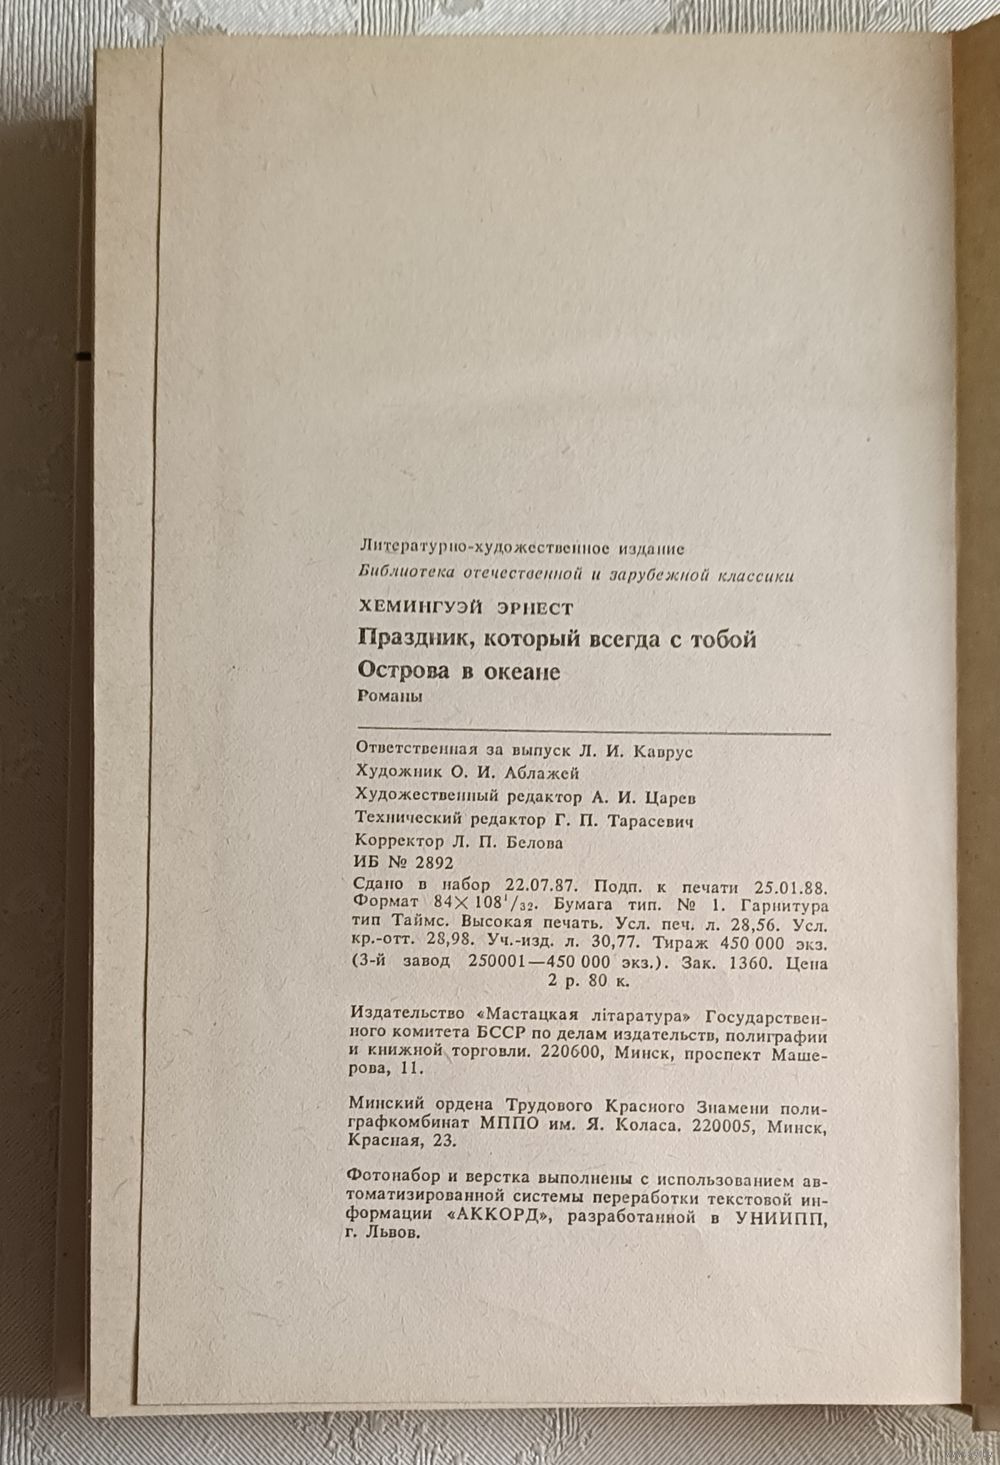 Литературно-художественное издание
Библиотека отечественной и зарубежной классики
ХЕМИНГУЭЙ ЭРНЕСТ
Праздник, который всегда с тобой
Острова в океане
Романы
Ответственная за выпуск Л. И. Каврус
Художник О. И. Аблажей
Художественный редактор А. И. Царев
Технический редактор Г. П. Тарасевич
Корректор Л. П. Белова
ИБ № 2892
Сдано в набор 22.07.87. Подп. к печати 25.01.88.
Формат 84×108¹/₃₂. Бумага тип. № 1. Гарнитура
тип Таймс. Высокая печать. Усл. печ. л. 28,56. Усл.
кр.-отт. 28,98. Уч.-изд. л. 30,77. Тираж 450 000 экз.
(3-й завод 250001—450 000 экз.). Зак. 1360. Цена
2 р. 80 к.
Издательство «Мастацкая літаратура» Государствен-
ного комитета БССР по делам издательств, полиграфии
и книжной торговли. 220600, Минск, проспект Маше-
рова, 11.
Минский ордена Трудового Красного Знамени поли-
графкомбинат МППО им. Я. Коласа. 220005, Минск,
Красная, 23.
Фотонабор и верстка выполнены с использованием ав-
томатизированной системы переработки текстовой ин-
формации «АККОРД», разработанной в УНИИПП,
г. Львов.